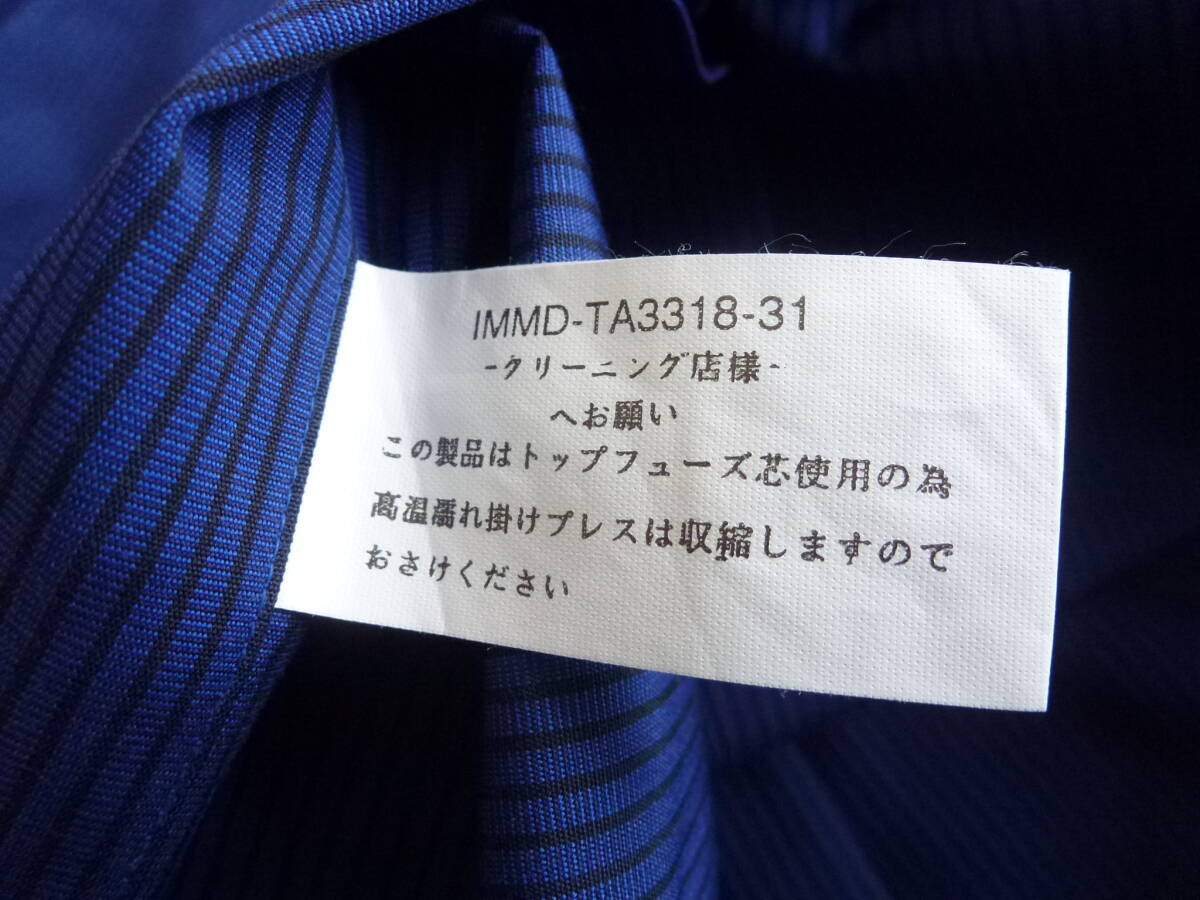 IMMD-TA3318-31
-クリーニング店様-
へお願い
この製品はトップフューズ芯使用の為
高温濡れ掛けプレスは収縮しますので
おさけください